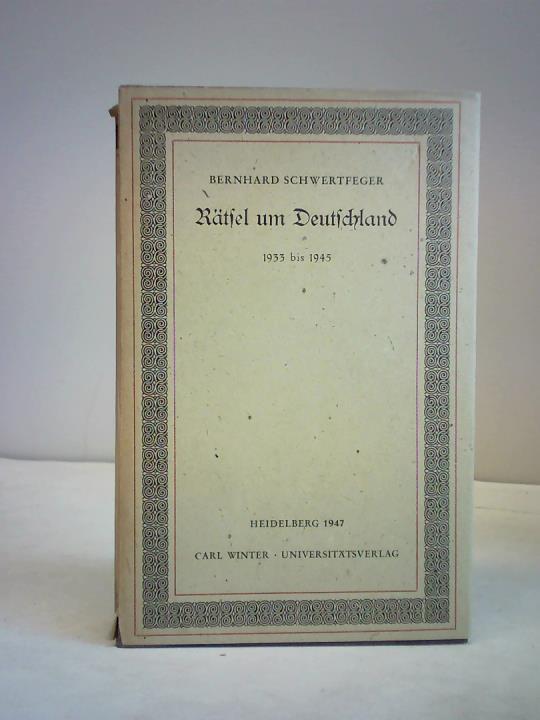 BERNHARD SCHWERTFEGER
Rätsel um Deutschland
1933 bis 1945
HEIDELBERG 1947
CARL WINTER · UNIVERSITÄTSVERLAG